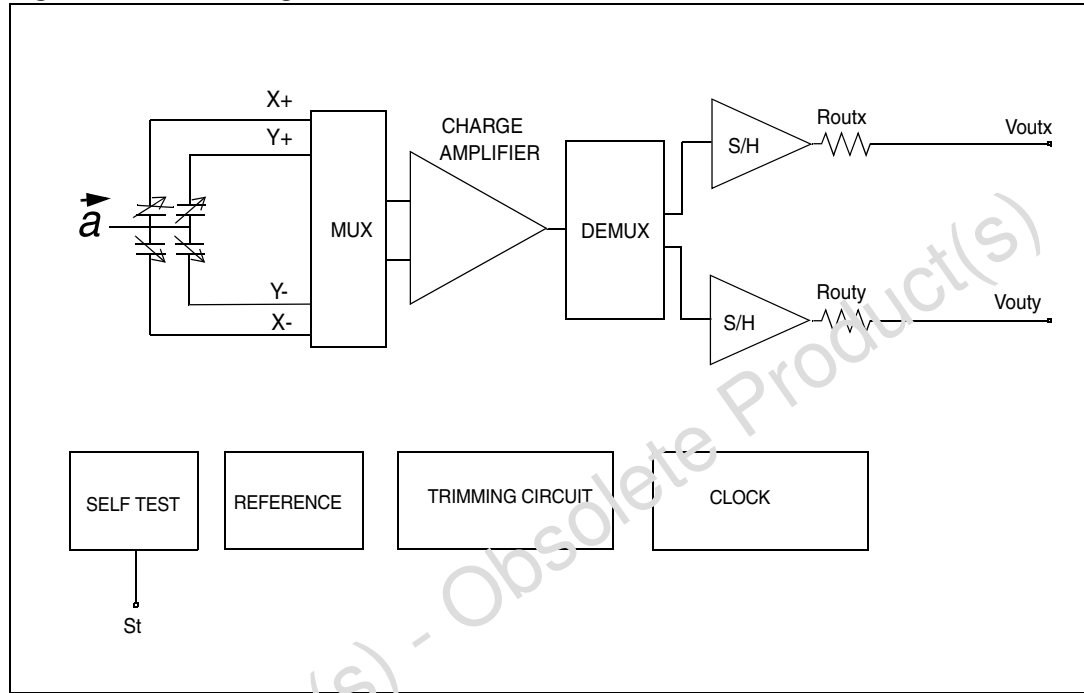 X+
Y+
CHARGE
AMPLIFIER
S/H
Routx
Voutx
a
MUX
DEMUX
Y-
X-
S/H
Routy
Vouty
SELF TEST
REFERENCE
TRIMMING CIRCUIT
CLOCK
St
(s) - Obsolete Product(s)